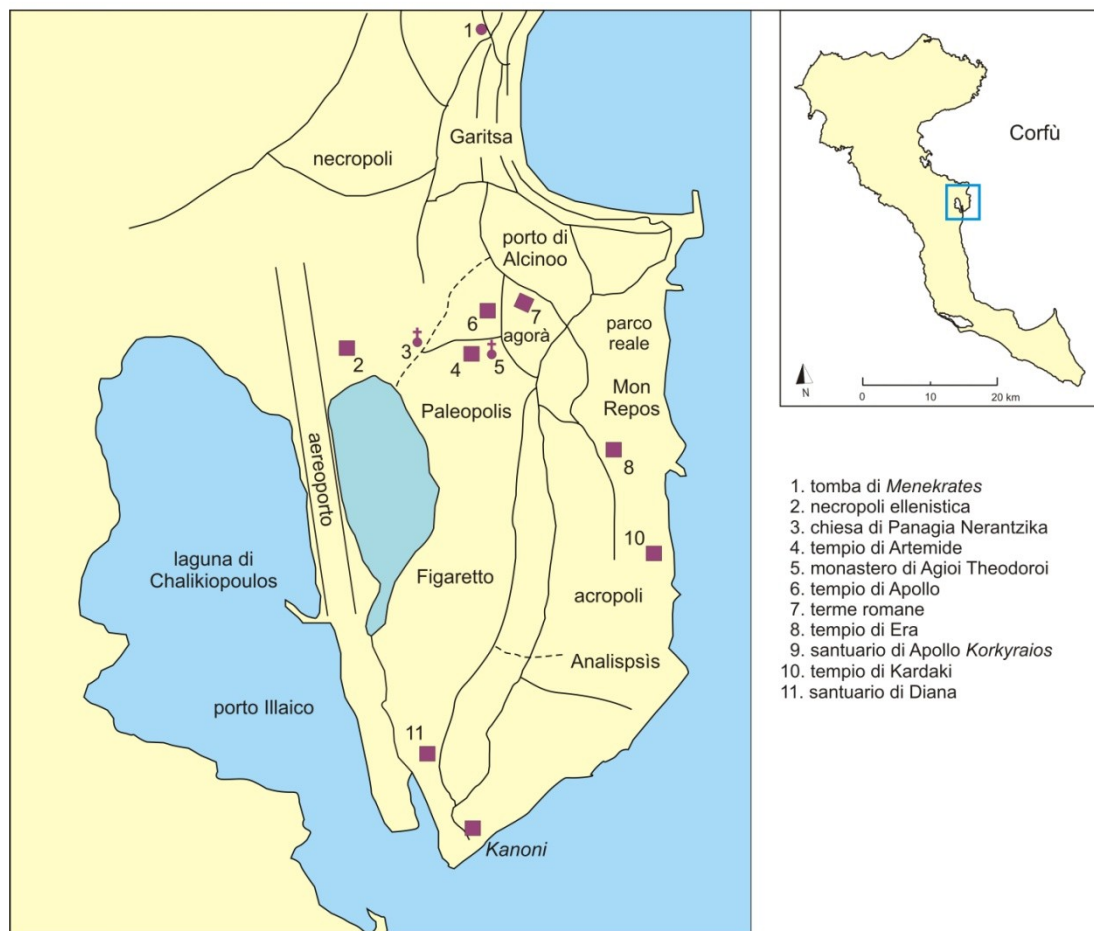 1
Garitsa
necropoli
porto di
Alcinoo
6
7
agorà
parco
reale
2
3
4
5
Paleopolis
Mon
Repos
8
aereoporto
10
laguna di
Chalikiopoulos
Figaretto
acropoli
Analispsìs
porto Illaico
11
Kanoni
Corfù
N
0 10 20 km
1. tomba di Menekrates
2. necropoli ellenistica
3. chiesa di Panagia Nerantzika
4. tempio di Artemide
5. monastero di Agioi Theodoroi
6. tempio di Apollo
7. terme romane
8. tempio di Era
9. santuario di Apollo Korkyraios
10. tempio di Kardaki
11. santuario di Diana